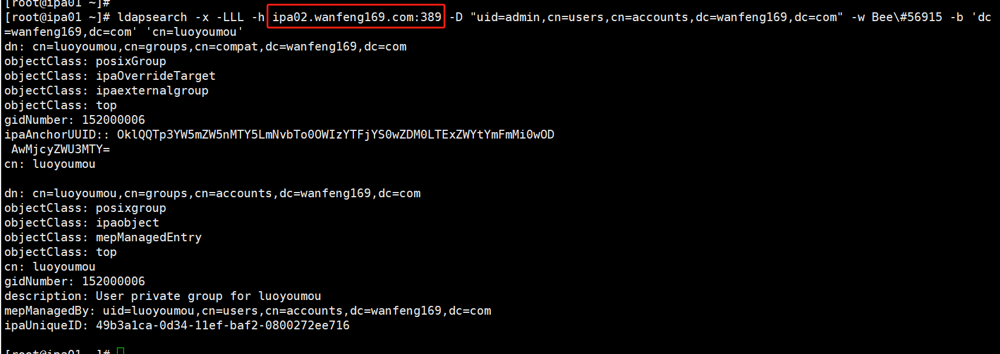 [root@ipa01 ~]#
[root@ipa01 ~]# ldapsearch -x -LLL -h ipa02.wanfeng169.com:389 -D "uid=admin,cn=users,cn=accounts,dc=wanfeng169,dc=com" -w Bee\#56915 -b 'dc
=wanfeng169,dc=com' 'cn=luoyoumou'
dn: cn=luoyoumou,cn=groups,cn=compat,dc=wanfeng169,dc=com
objectClass: posixGroup
objectClass: ipaOverrideTarget
objectClass: ipaexternalgroup
objectClass: top
gidNumber: 152000006
ipaAnchorUUID:: OklQQTp3YW5mZW5nMTY5LmNvbTo0OWIzYTFjYS0wZDM0LTExZWYtYmFmMi0wOD
 AwMjcyZWU3MTY=
cn: luoyoumou
dn: cn=luoyoumou,cn=groups,cn=accounts,dc=wanfeng169,dc=com
objectClass: posixgroup
objectClass: ipaobject
objectClass: mepManagedEntry
objectClass: top
cn: luoyoumou
gidNumber: 152000006
description: User private group for luoyoumou
mepManagedBy: uid=luoyoumou,cn=users,cn=accounts,dc=wanfeng169,dc=com
ipaUniqueID: 49b3a1ca-0d34-11ef-baf2-0800272ee716
[root@ipa01 ~]#